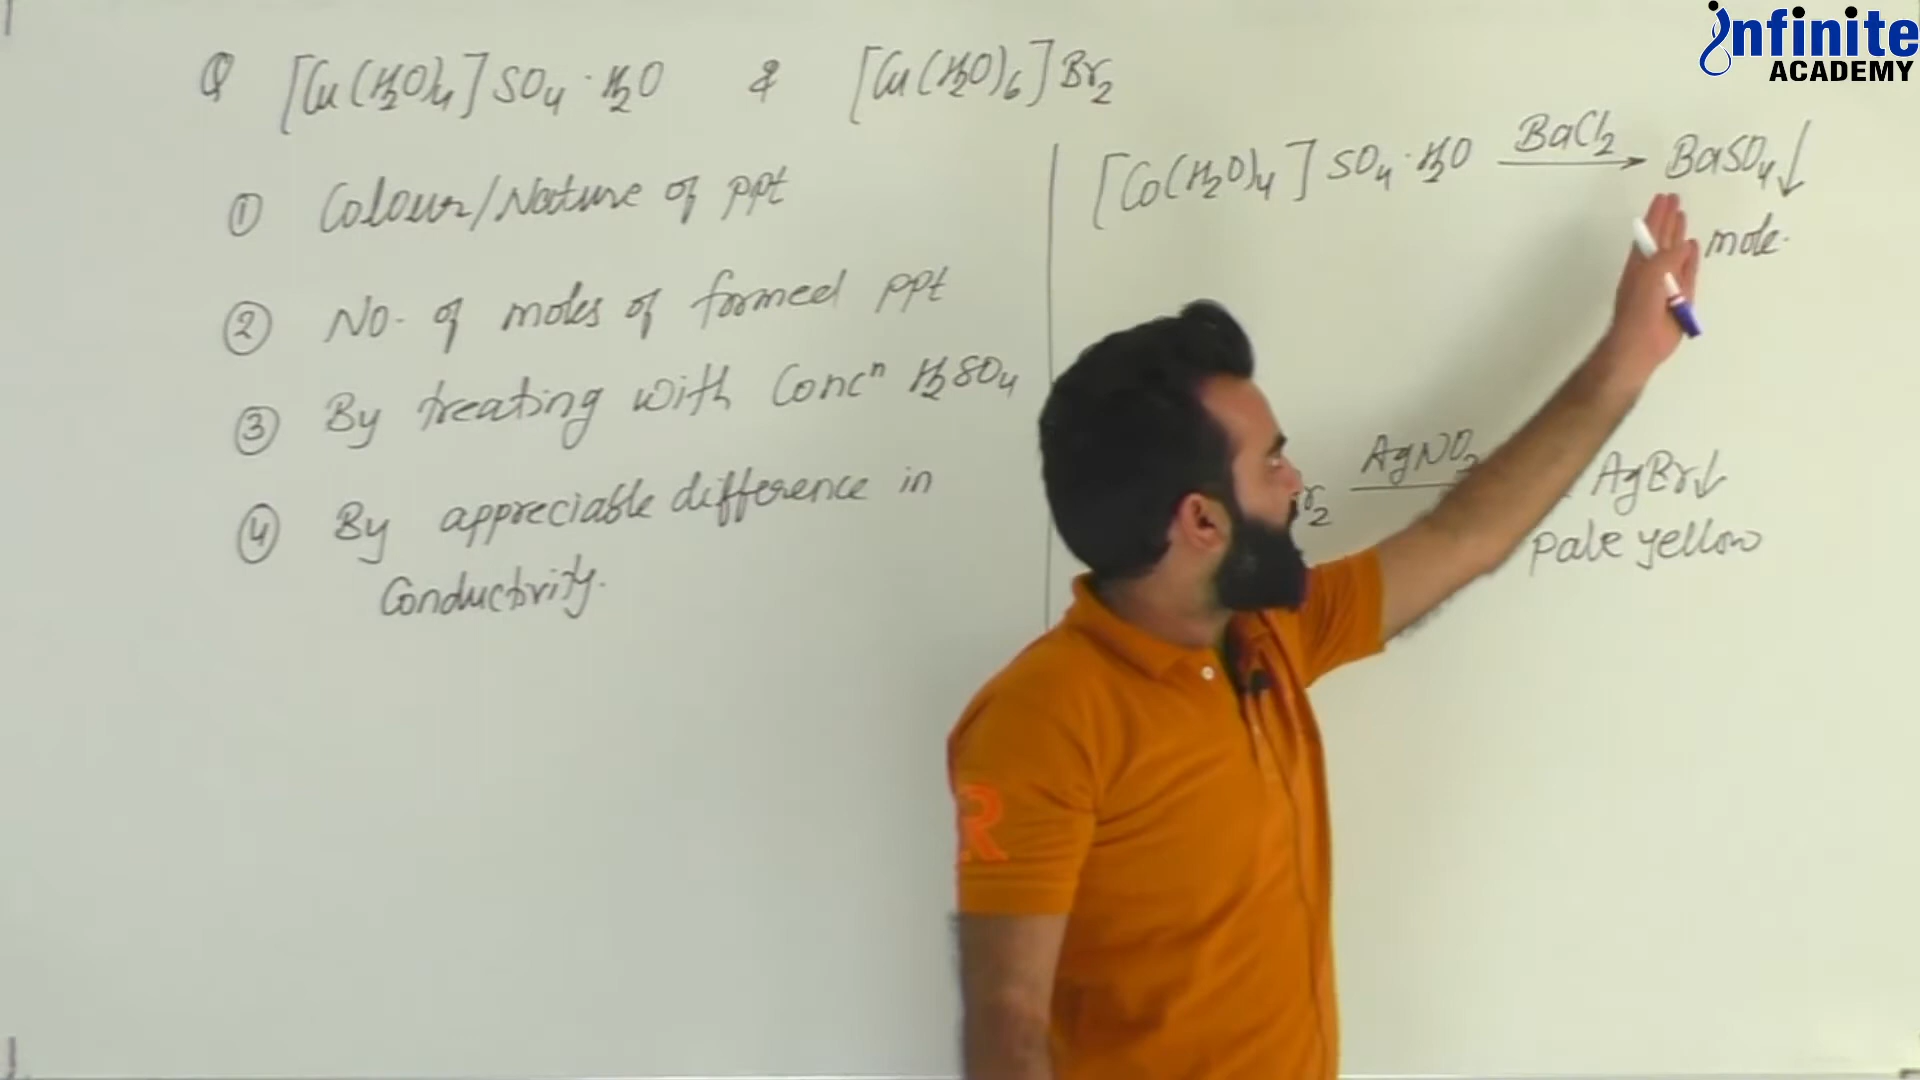 Infinite
ACADEMY
Q [Cu(H2O)4]SO4·H2O & [Cu(H2O)6]Br2
① Colour/Nature of ppt
② No. of moles of formed ppt
③ By treating with Concⁿ H2SO4
④ By appreciable difference in
Conductivity.
[Co(H2O)4]SO4·H2O BaCl2 → BaSO4↓
mole.
r2 AgNO3 AgBr↓
pale yellow
R